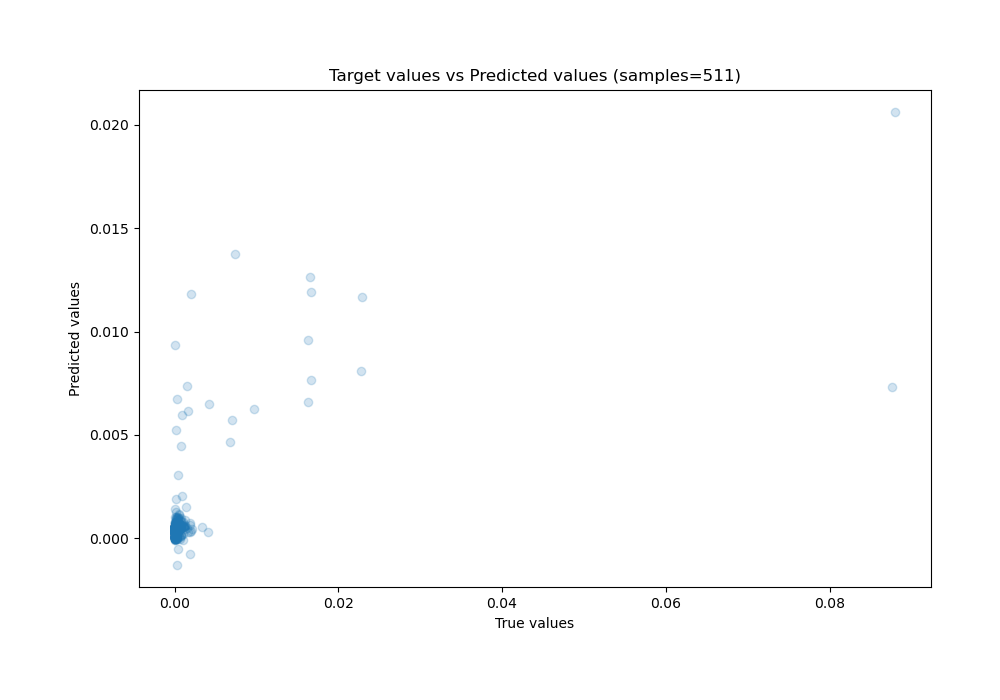 Target values vs Predicted values (samples=511)
0.020
0.015
0.010
0.005
0.000
Predicted values
0.00 0.02 0.04 0.06 0.08
True values